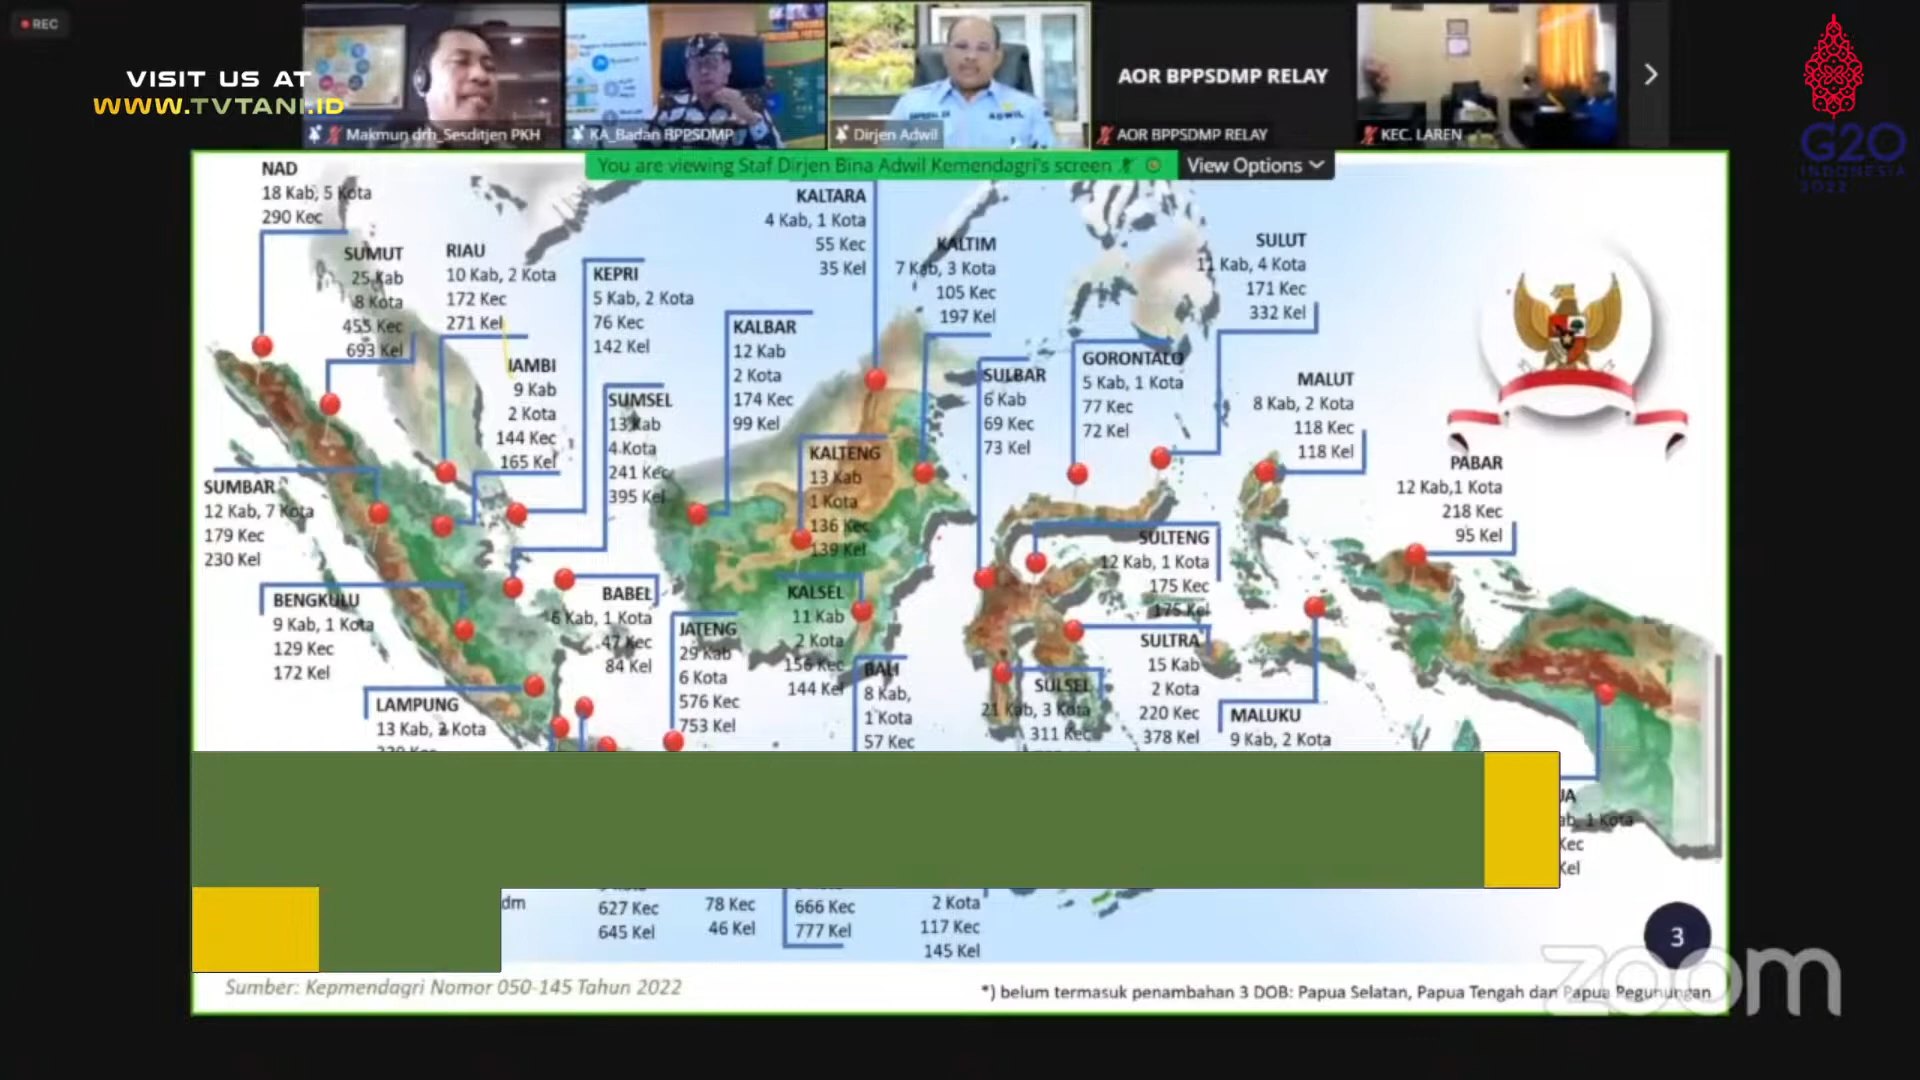 REC
VISIT US AT
WWW.TVTANI.ID
Makmun drh_Sesditjen PKH
KA_Badan BPPSDMP
Dirjen Adwil
AOR BPPSDMP RELAY
AOR BPPSDMP RELAY
KEC. LAREN
G20
INDONESIA
2022
You are viewing Staf Dirjen Bina Adwil Kemendagri's screen
View Options
NAD
18 Kab, 5 Kota
290 Kec
SUMUT
25 Kab
8 Kota
455 Kec
693 Kel
RIAU
10 Kab, 2 Kota
172 Kec
271 Kel
JAMBI
9 Kab
2 Kota
144 Kec
165 Kel
KEPRI
5 Kab, 2 Kota
76 Kec
142 Kel
SUMSEL
13 Kab
4 Kota
241 Kec
395 Kel
KALBAR
12 Kab
2 Kota
174 Kec
99 Kel
KALTARA
4 Kab, 1 Kota
55 Kec
35 Kel
KALTIM
7 Kab, 3 Kota
105 Kec
197 Kel
KALTENG
13 Kab
1 Kota
136 Kec
139 Kel
SULBAR
6 Kab
69 Kec
73 Kel
GORONTALO
5 Kab, 1 Kota
77 Kec
72 Kel
SULUT
11 Kab, 4 Kota
171 Kec
332 Kel
MALUT
8 Kab, 2 Kota
118 Kec
118 Kel
PABAR
12 Kab,1 Kota
218 Kec
95 Kel
SUMBAR
12 Kab, 7 Kota
179 Kec
230 Kel
BENGKULU
9 Kab, 1 Kota
129 Kec
172 Kel
LAMPUNG
13 Kab, 2 Kota
BABEL
6 Kab, 1 Kota
47 Kec
84 Kel
JATENG
29 Kab
6 Kota
576 Kec
753 Kel
KALSEL
11 Kab
2 Kota
156 Kec
144 Kel
BALI
8 Kab,
1 Kota
57 Kec
SULTENG
12 Kab, 1 Kota
175 Kec
175 Kel
SULTRA
15 Kab
2 Kota
220 Kec
378 Kel
SULSEL
21 Kab, 3 Kota
311 Kec
MALUKU
9 Kab, 2 Kota
UA
ab, 1 Kota
Kec
Kel
dm
627 Kec
645 Kel
78 Kec
46 Kel
666 Kec
777 Kel
2 Kota
117 Kec
145 Kel
3
Sumber: Kepmendagri Nomor 050-145 Tahun 2022
*) belum termasuk penambahan 3 DOB: Papua Selatan, Papua Tengah dan Papua Pegunungan
zoom